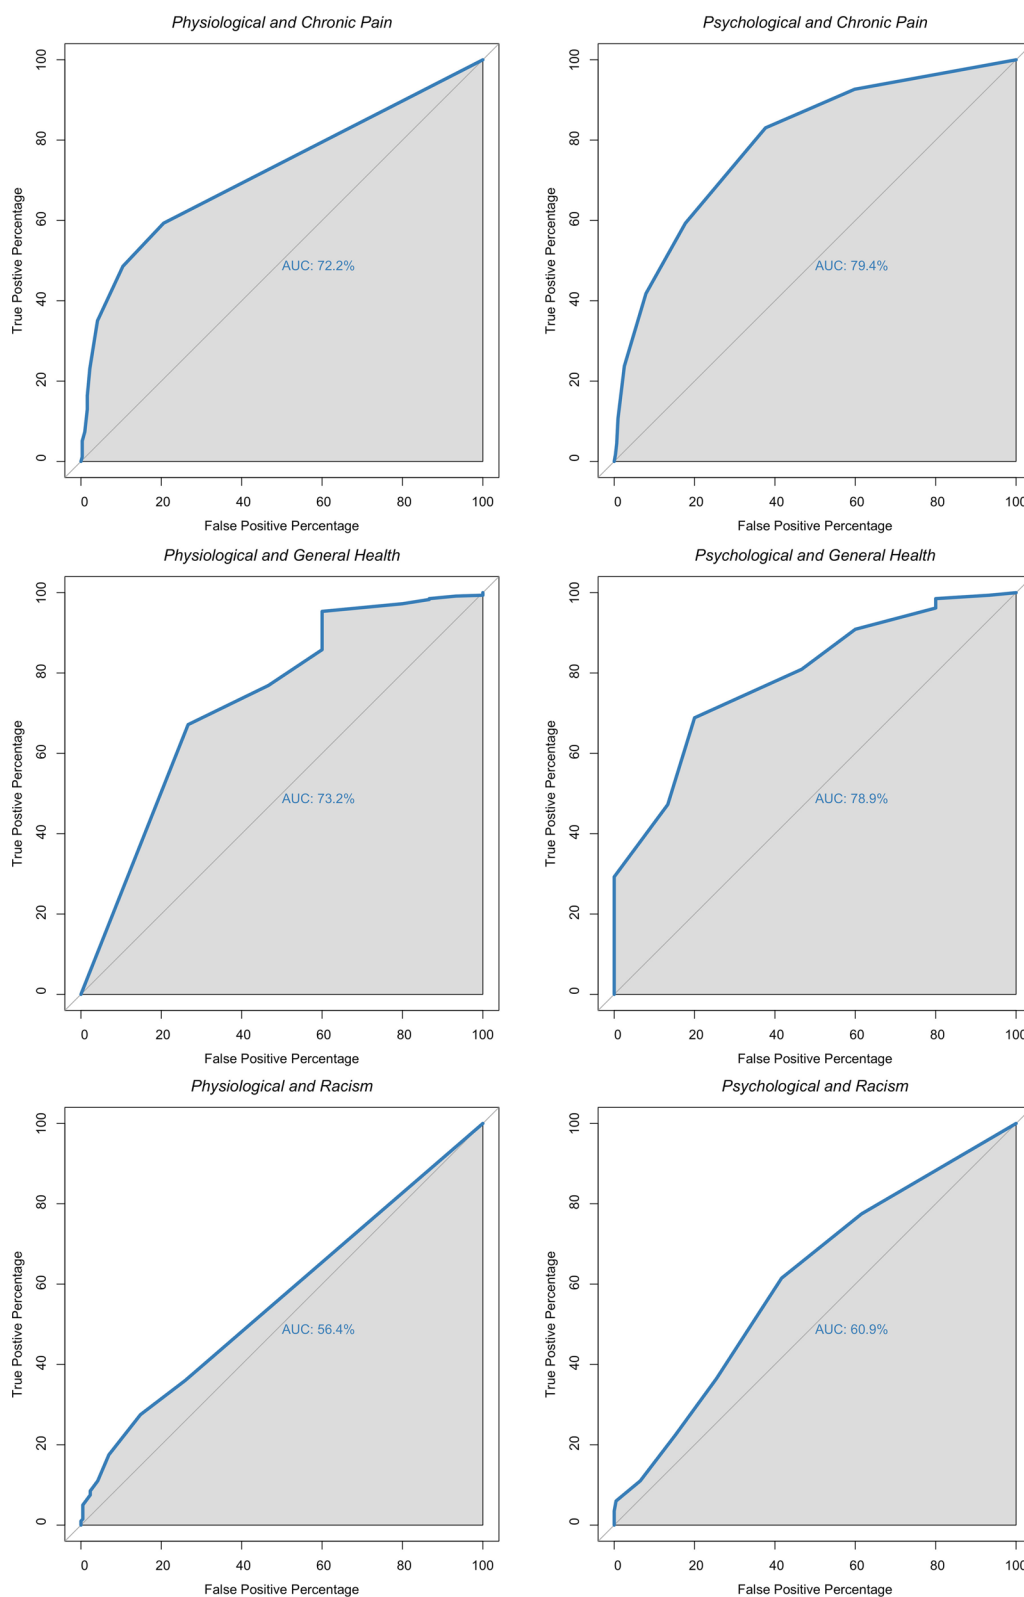 Physiological and Chronic Pain
100
80
60
40
20
0
True Postive Percentage
AUC: 72.2%
0 20 40 60 80 100
False Positive Percentage
Psychological and Chronic Pain
100
80
60
40
20
0
True Postive Percentage
AUC: 79.4%
0 20 40 60 80 100
False Positive Percentage
Physiological and General Health
100
80
60
40
20
0
True Postive Percentage
AUC: 73.2%
0 20 40 60 80 100
False Positive Percentage
Psychological and General Health
100
80
60
40
20
0
True Postive Percentage
AUC: 78.9%
0 20 40 60 80 100
False Positive Percentage
Physiological and Racism
100
80
60
40
20
0
True Postive Percentage
AUC: 56.4%
0 20 40 60 80 100
False Positive Percentage
Psychological and Racism
100
80
60
40
20
0
True Postive Percentage
AUC: 60.9%
0 20 40 60 80 100
False Positive Percentage